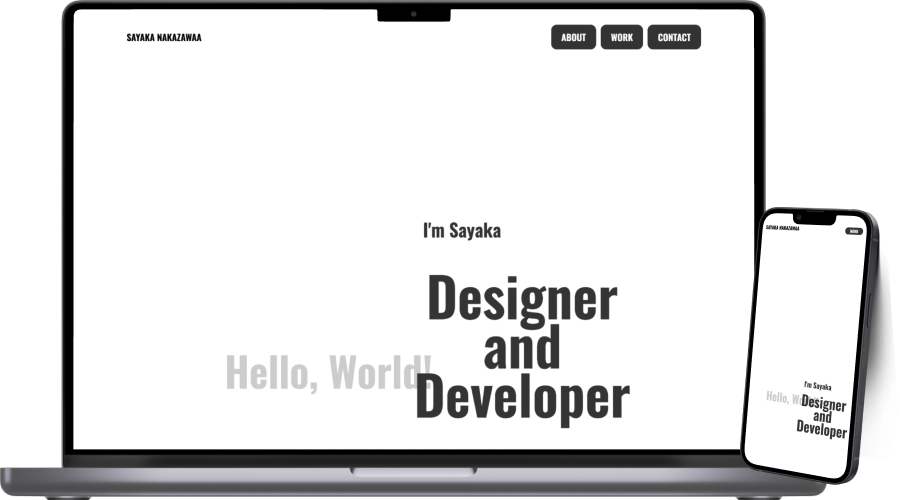 SAYAKA NAKAZAWAA
ABOUT WORK CONTACT
I'm Sayaka
Designer
and
Developer
Hello, World!
SAYAKA NAKAZAWAA
MENU
I'm Sayaka
Hello, Wo
Designer
and
Developer